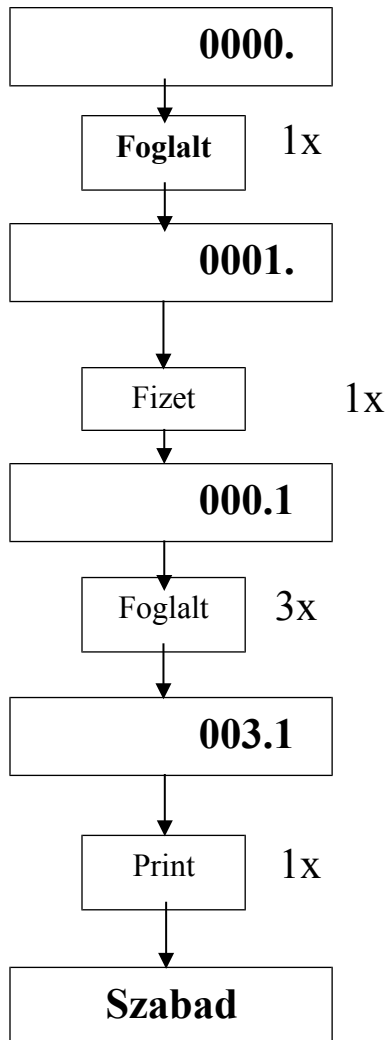 0000.
Foglalt 1x
0001.
Fizet 1x
000.1
Foglalt 3x
003.1
Print 1x
Szabad